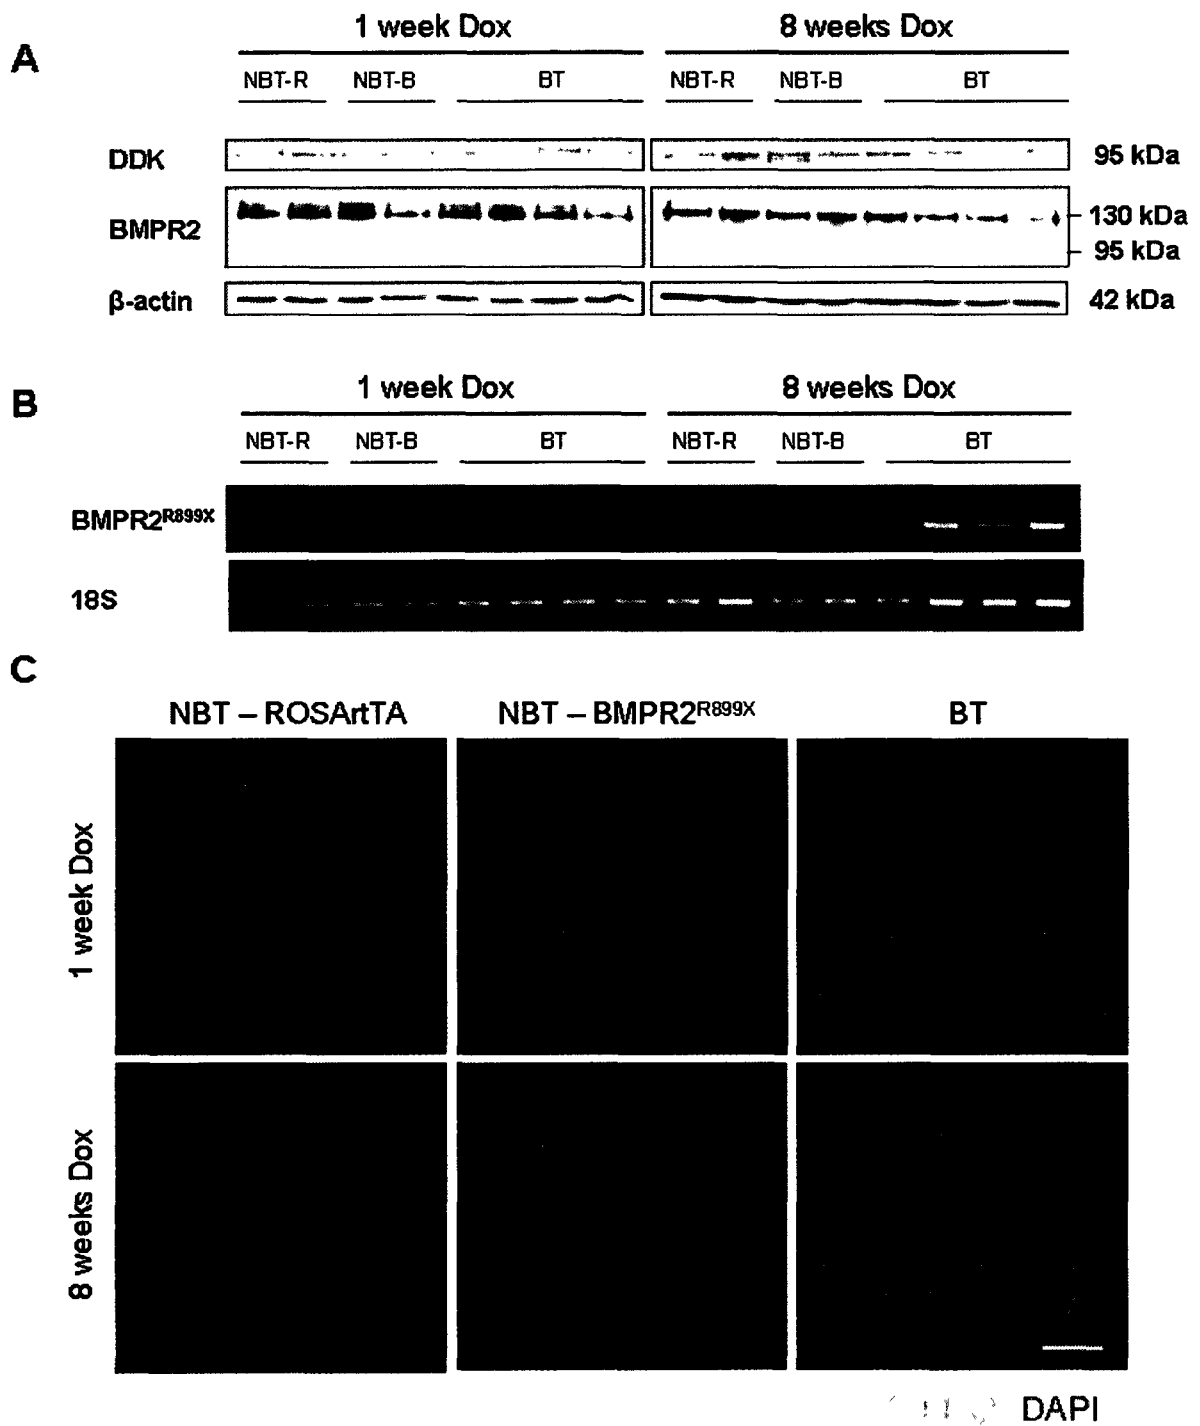 A
1 week Dox 8 weeks Dox
NBT-R NBT-B BT NBT-R NBT-B BT
DDK 95 kDa
BMPR2 130 kDa
95 kDa
β-actin 42 kDa
B
1 week Dox 8 weeks Dox
NBT-R NBT-B BT NBT-R NBT-B BT
BMPR2R899X
18S
C
NBT – ROSArtTA NBT – BMPR2R899X BT
1 week Dox
8 weeks Dox
DAPI